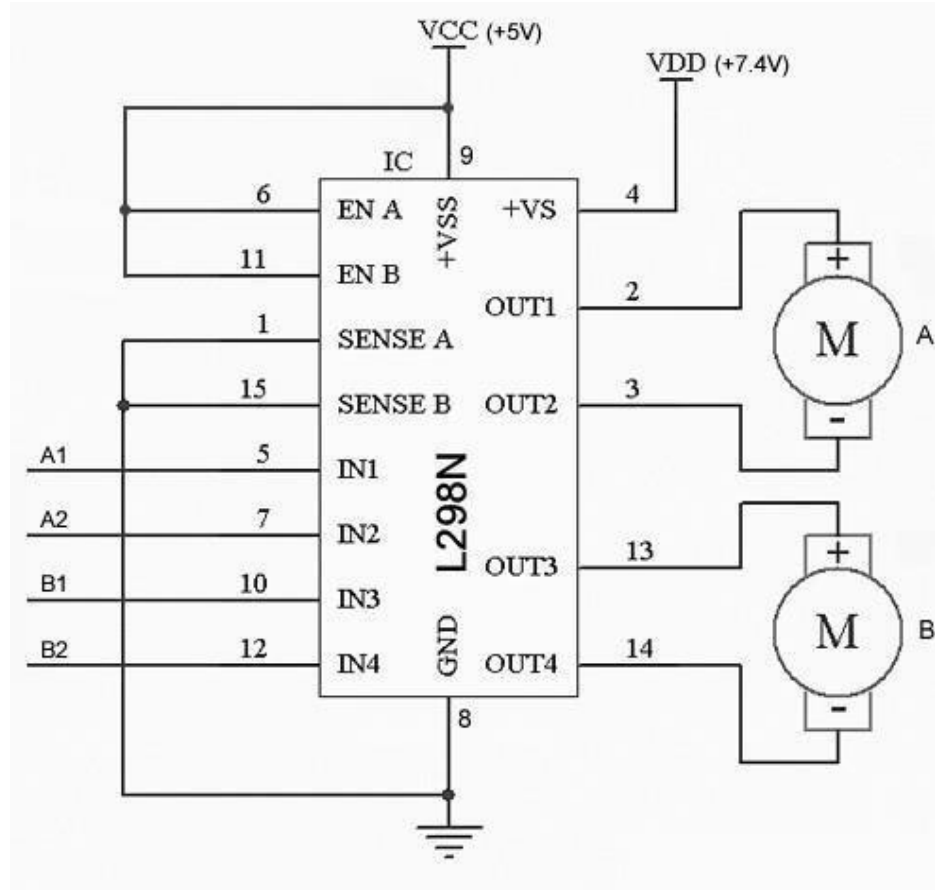 VCC (+5V)
VDD (+7.4V)
IC 9
6 EN A +VSS +VS 4
11 EN B
OUT1 2
+
1 SENSE A
M A
15 SENSE B OUT2 3
-
A1 5 IN1
A2 7 IN2
L298N
B1 10 IN3
OUT3 13
+
B2 12 IN4
GND
OUT4 14
M B
-
8